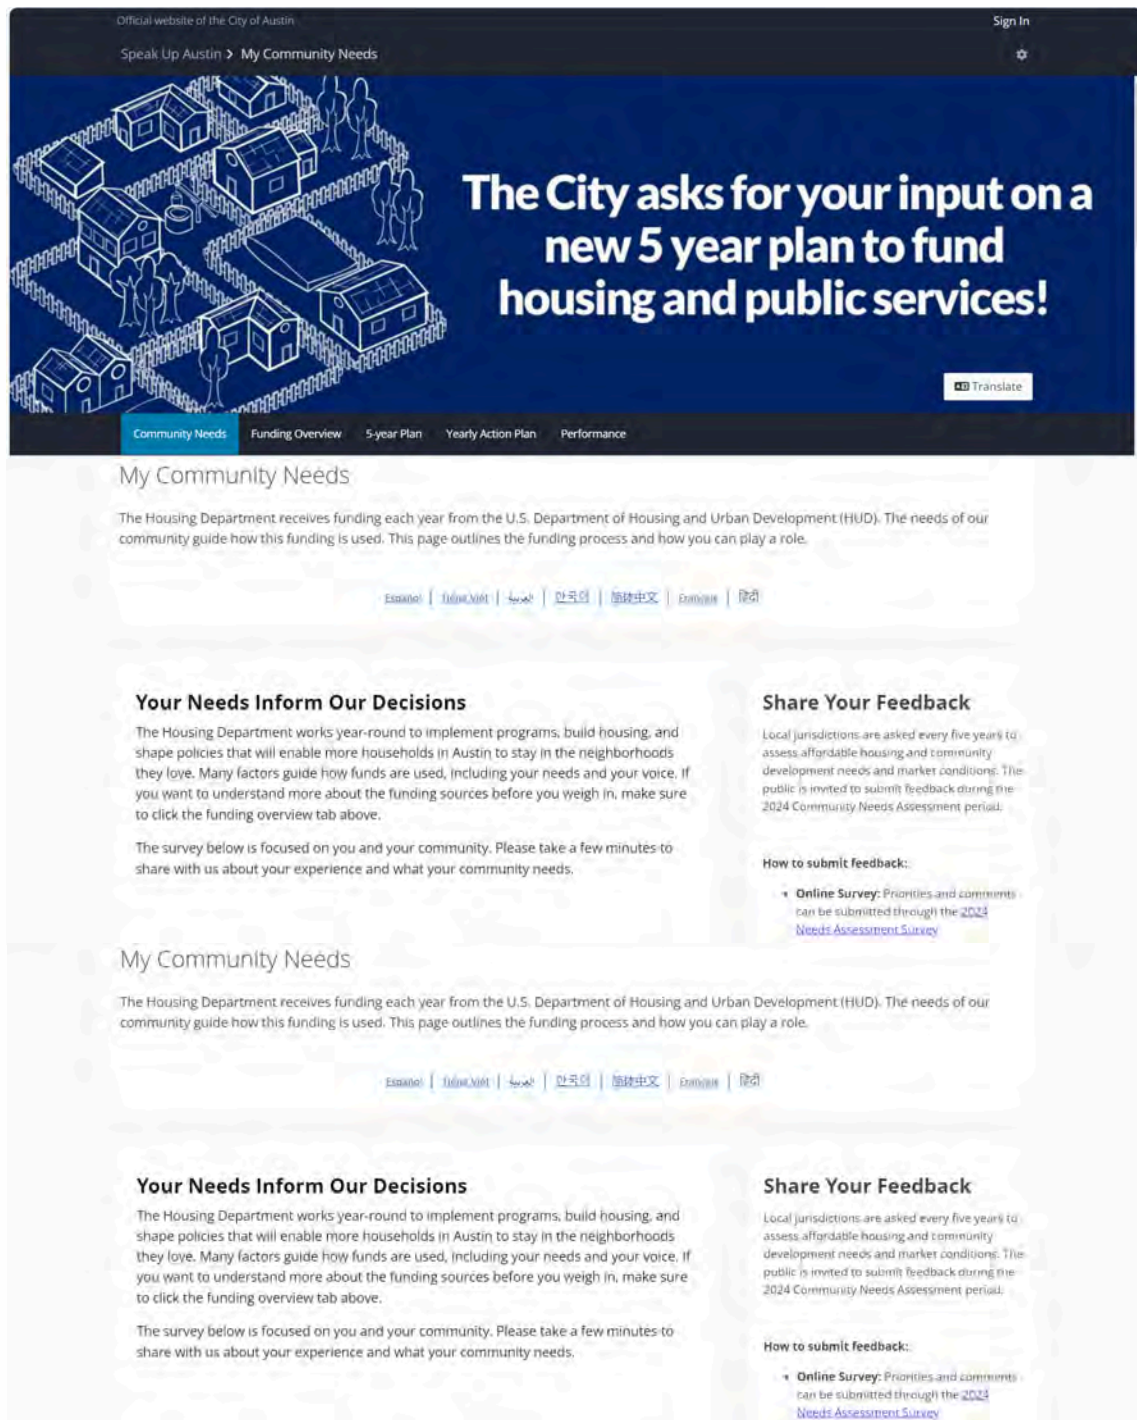 Official website of the City of Austin
Sign In
Speak Up Austin > My Community Needs
The City asks for your input on a
new 5 year plan to fund
housing and public services!
Translate
Community Needs Funding Overview 5-year Plan Yearly Action Plan Performance
My Community Needs
The Housing Department receives funding each year from the U.S. Department of Housing and Urban Development (HUD). The needs of our
community guide how this funding is used. This page outlines the funding process and how you can play a role.
Español | Tiếng Việt | العربية | 한국어 | 简体中文 | Français | हिंदी
Your Needs Inform Our Decisions
The Housing Department works year-round to implement programs, build housing, and
shape policies that will enable more households in Austin to stay in the neighborhoods
they love. Many factors guide how funds are used, including your needs and your voice. If
you want to understand more about the funding sources before you weigh in, make sure
to click the funding overview tab above.
The survey below is focused on you and your community. Please take a few minutes to
share with us about your experience and what your community needs.
Share Your Feedback
Local jurisdictions are asked every five years to
assess affordable housing and community
development needs and market conditions. The
public is invited to submit feedback during the
2024 Community Needs Assessment period.
How to submit feedback:
• Online Survey: Priorities and comments
can be submitted through the 2024
Needs Assessment Survey
My Community Needs
The Housing Department receives funding each year from the U.S. Department of Housing and Urban Development (HUD). The needs of our
community guide how this funding is used. This page outlines the funding process and how you can play a role.
Español | Tiếng Việt | العربية | 한국어 | 简体中文 | Français | हिंदी
Your Needs Inform Our Decisions
The Housing Department works year-round to implement programs, build housing, and
shape policies that will enable more households in Austin to stay in the neighborhoods
they love. Many factors guide how funds are used, including your needs and your voice. If
you want to understand more about the funding sources before you weigh in, make sure
to click the funding overview tab above.
The survey below is focused on you and your community. Please take a few minutes to
share with us about your experience and what your community needs.
Share Your Feedback
Local jurisdictions are asked every five years to
assess affordable housing and community
development needs and market conditions. The
public is invited to submit feedback during the
2024 Community Needs Assessment period.
How to submit feedback:
• Online Survey: Priorities and comments
can be submitted through the 2024
Needs Assessment Survey